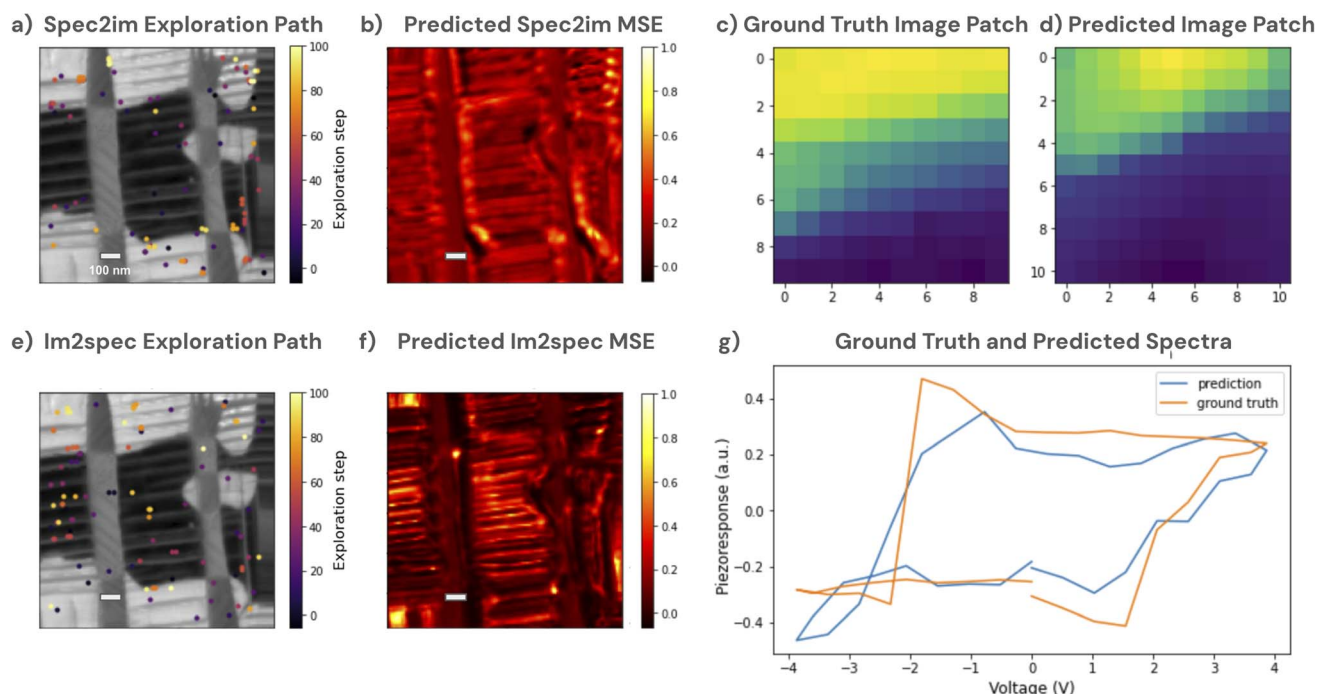 a) Spec2im Exploration Path
100
80
60
40
20
0
Exploration step
100 nm
b) Predicted Spec2im MSE
1.0
0.8
0.6
0.4
0.2
0.0
c) Ground Truth Image Patch
0
2
4
6
8
0 2 4 6 8
d) Predicted Image Patch
0
2
4
6
8
10
0 2 4 6 8 10
e) Im2spec Exploration Path
100
80
60
40
20
0
Exploration step
f) Predicted Im2spec MSE
1.0
0.8
0.6
0.4
0.2
0.0
g) Ground Truth and Predicted Spectra
prediction
ground truth
0.4
0.2
0.0
−0.2
−0.4
Piezoresponse (a.u.)
−4 −3 −2 −1 0 1 2 3 4
Voltage (V)